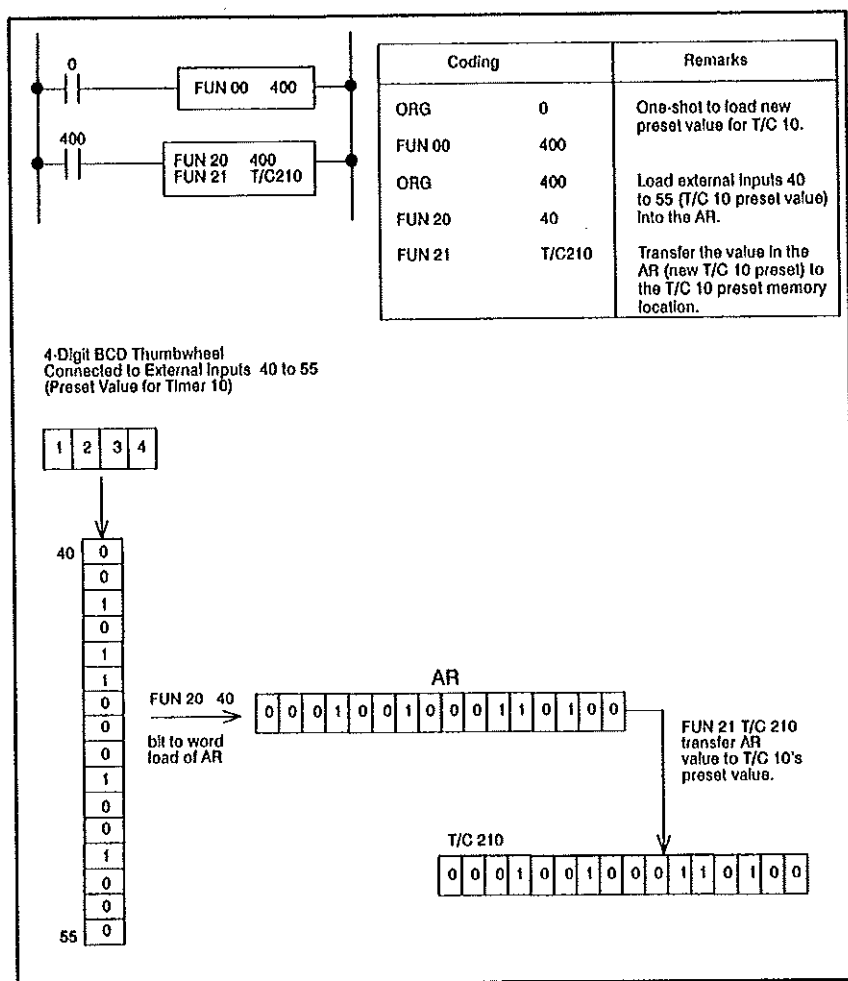 0
FUN 00 400
400
FUN 20 400
FUN 21 T/C210
Coding Remarks
ORG 0 One-shot to load new
preset value for T/C 10.
FUN 00 400
ORG 400 Load external inputs 40
to 55 (T/C 10 preset value)
FUN 20 40 into the AR.
FUN 21 T/C210 Transfer the value in the
AR (new T/C 10 preset) to
the T/C 10 preset memory
location.
4-Digit BCD Thumbwheel
Connected to External Inputs 40 to 55
(Preset Value for Timer 10)
1 2 3 4
40 0
0
1
0
1
1
0
0
0
1
0
0
1
0
0
55 0
FUN 20 40
bit to word
load of AR
AR
0 0 0 1 0 0 1 0 0 0 1 1 0 1 0 0
FUN 21 T/C 210
transfer AR
value to T/C 10's
preset value.
T/C 210
0 0 0 1 0 0 1 0 0 0 1 1 0 1 0 0